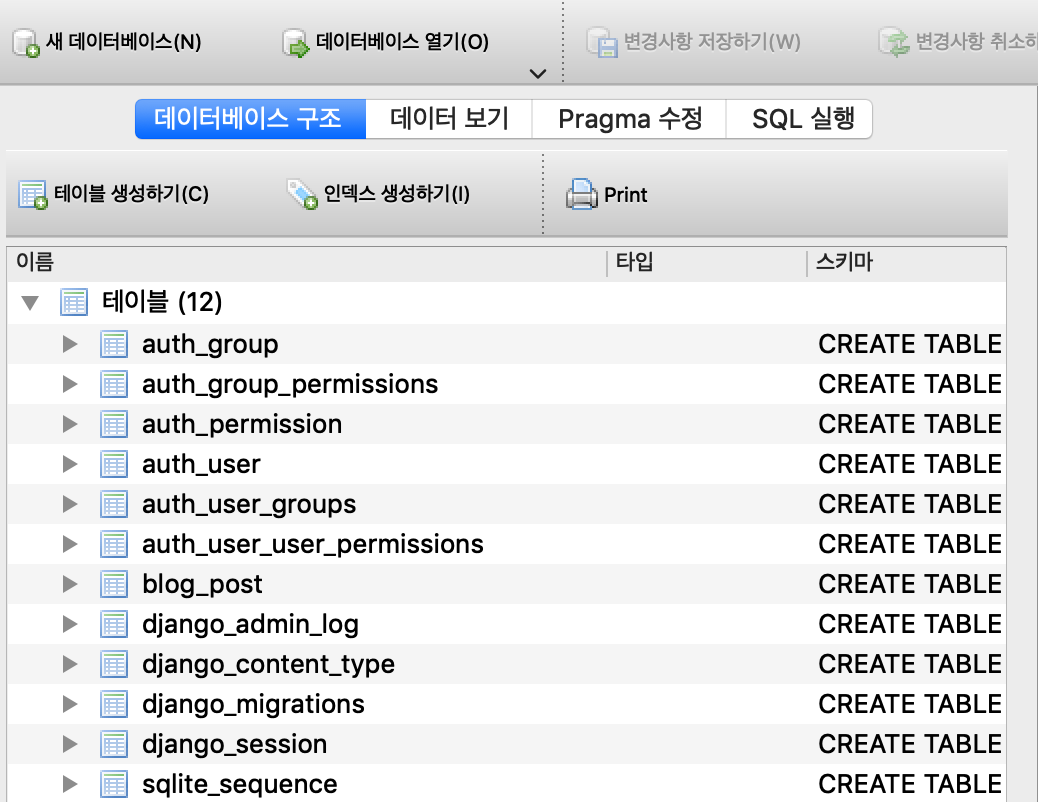 새 데이터베이스(N) 데이터베이스 열기(O) 변경사항 저장하기(W) 변경사항 취소하
데이터베이스 구조 데이터 보기 Pragma 수정 SQL 실행
테이블 생성하기(C) 인덱스 생성하기(I) Print
이름 타입 스키마
테이블 (12)
auth_group CREATE TABLE
auth_group_permissions CREATE TABLE
auth_permission CREATE TABLE
auth_user CREATE TABLE
auth_user_groups CREATE TABLE
auth_user_user_permissions CREATE TABLE
blog_post CREATE TABLE
django_admin_log CREATE TABLE
django_content_type CREATE TABLE
django_migrations CREATE TABLE
django_session CREATE TABLE
sqlite_sequence CREATE TABLE